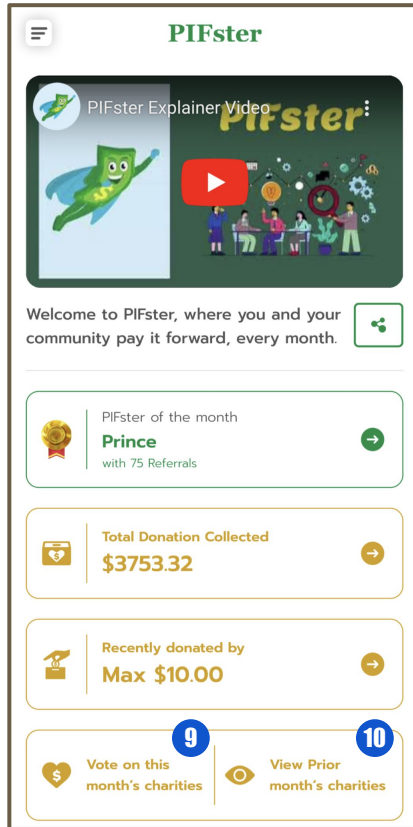 PIFster
PIFster Explainer Video
PIFster
Welcome to PIFster, where you and your
community pay it forward, every month.
PIFster of the month
Prince
with 75 Referrals
Total Donation Collected
$3753.32
Recently donated by
Max $10.00
9
10
Vote on this
month's charities
View Prior
month's charities